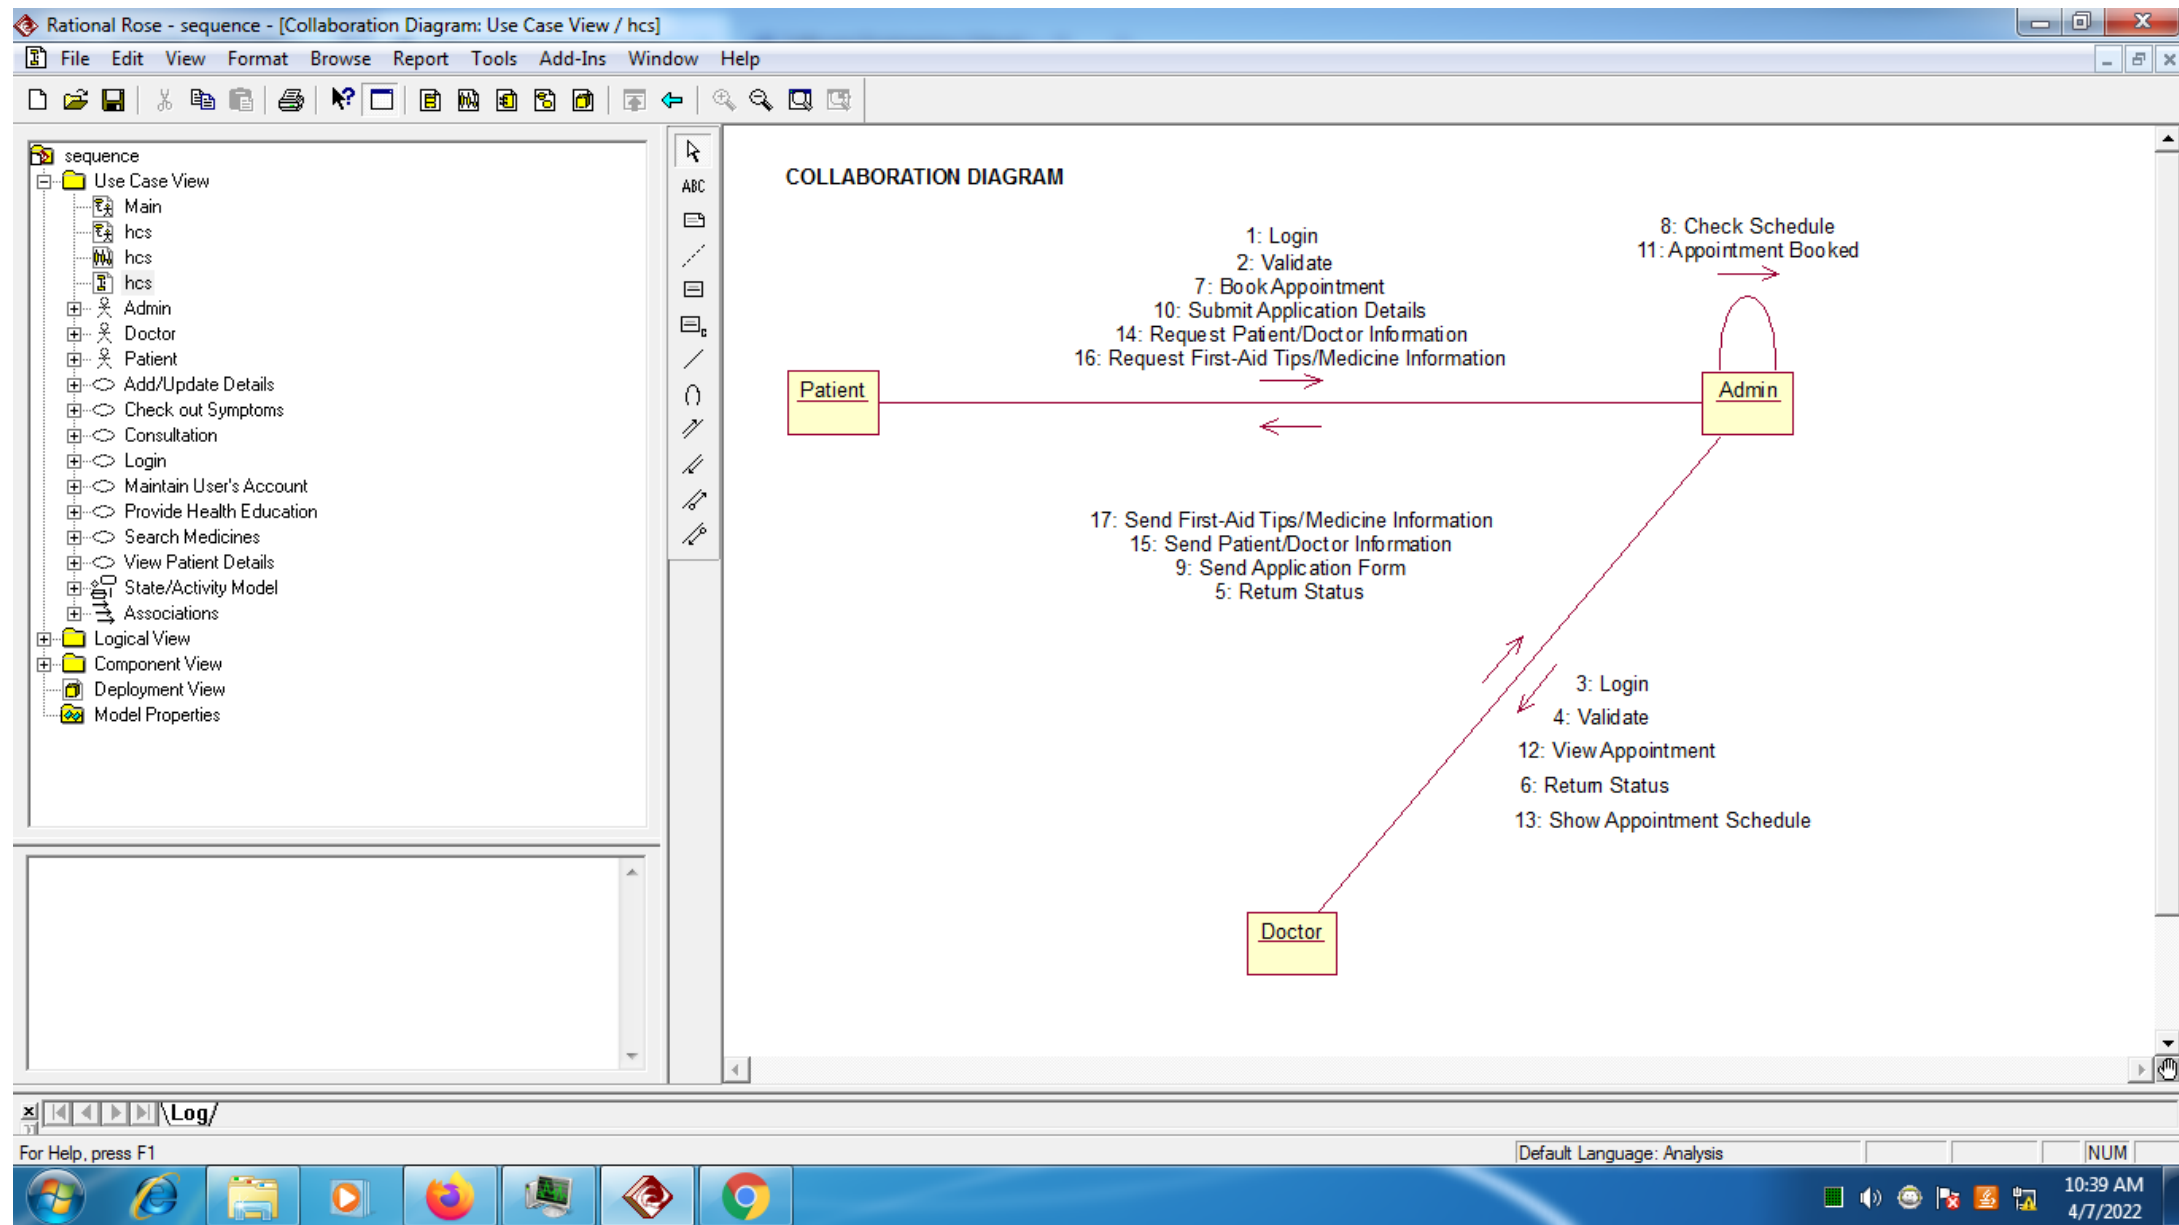 Rational Rose - sequence - [Collaboration Diagram: Use Case View / hcs]
File Edit View Format Browse Report Tools Add-Ins Window Help
sequence
Use Case View
Main
hcs
hcs
hcs
Admin
Doctor
Patient
Add/Update Details
Check out Symptoms
Consultation
Login
Maintain User's Account
Provide Health Education
Search Medicines
View Patient Details
State/Activity Model
Associations
Logical View
Component View
Deployment View
Model Properties
ABC
COLLABORATION DIAGRAM
1: Login
2: Validate
7: Book Appointment
10: Submit Application Details
14: Request Patient/Doctor Information
16: Request First-Aid Tips/Medicine Information
8: Check Schedule
11: Appointment Booked
Patient
Admin
17: Send First-Aid Tips/Medicine Information
15: Send Patient/Doctor Information
9: Send Application Form
5: Return Status
3: Login
4: Validate
12: View Appointment
6: Return Status
13: Show Appointment Schedule
Doctor
Log
For Help, press F1
Default Language: Analysis
NUM
10:39 AM
4/7/2022